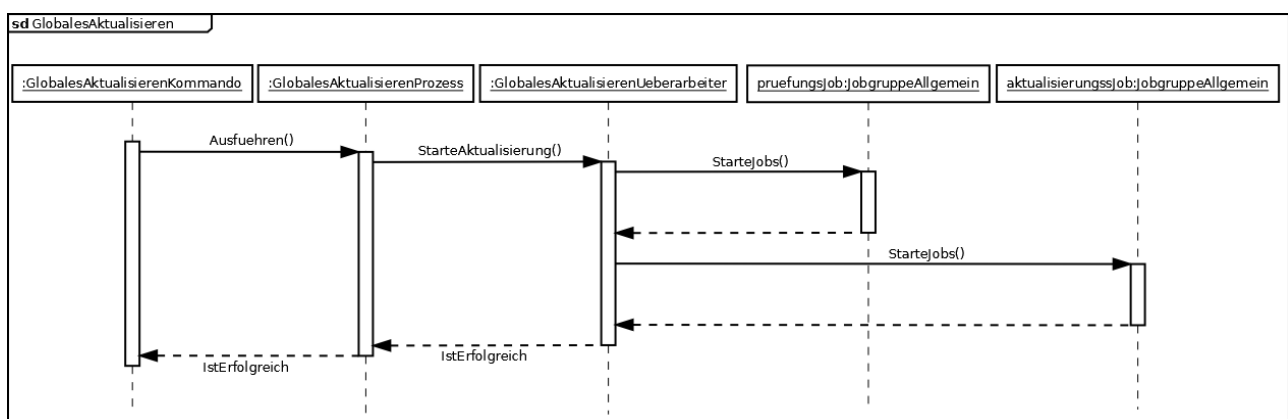 sd GlobalesAktualisieren
:GlobalesAktualisierenKommando
:GlobalesAktualisierenProzess
:GlobalesAktualisierenUeberarbeiter
pruefungsJob:JobgruppeAllgemein
aktualisierungssJob:JobgruppeAllgemein
Ausfuehren()
StarteAktualisierung()
StarteJobs()
StarteJobs()
IstErfolgreich
IstErfolgreich